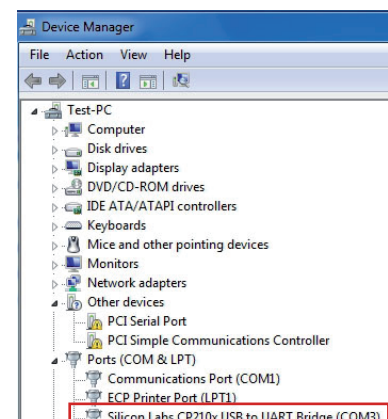 Device Manager
File Action View Help
Test-PC
Computer
Disk drives
Display adapters
DVD/CD-ROM drives
IDE ATA/ATAPI controllers
Keyboards
Mice and other pointing devices
Monitors
Network adapters
Other devices
PCI Serial Port
PCI Simple Communications Controller
Ports (COM & LPT)
Communications Port (COM1)
ECP Printer Port (LPT1)
Silicon Labs CP210x USB to UART Bridge (COM3)